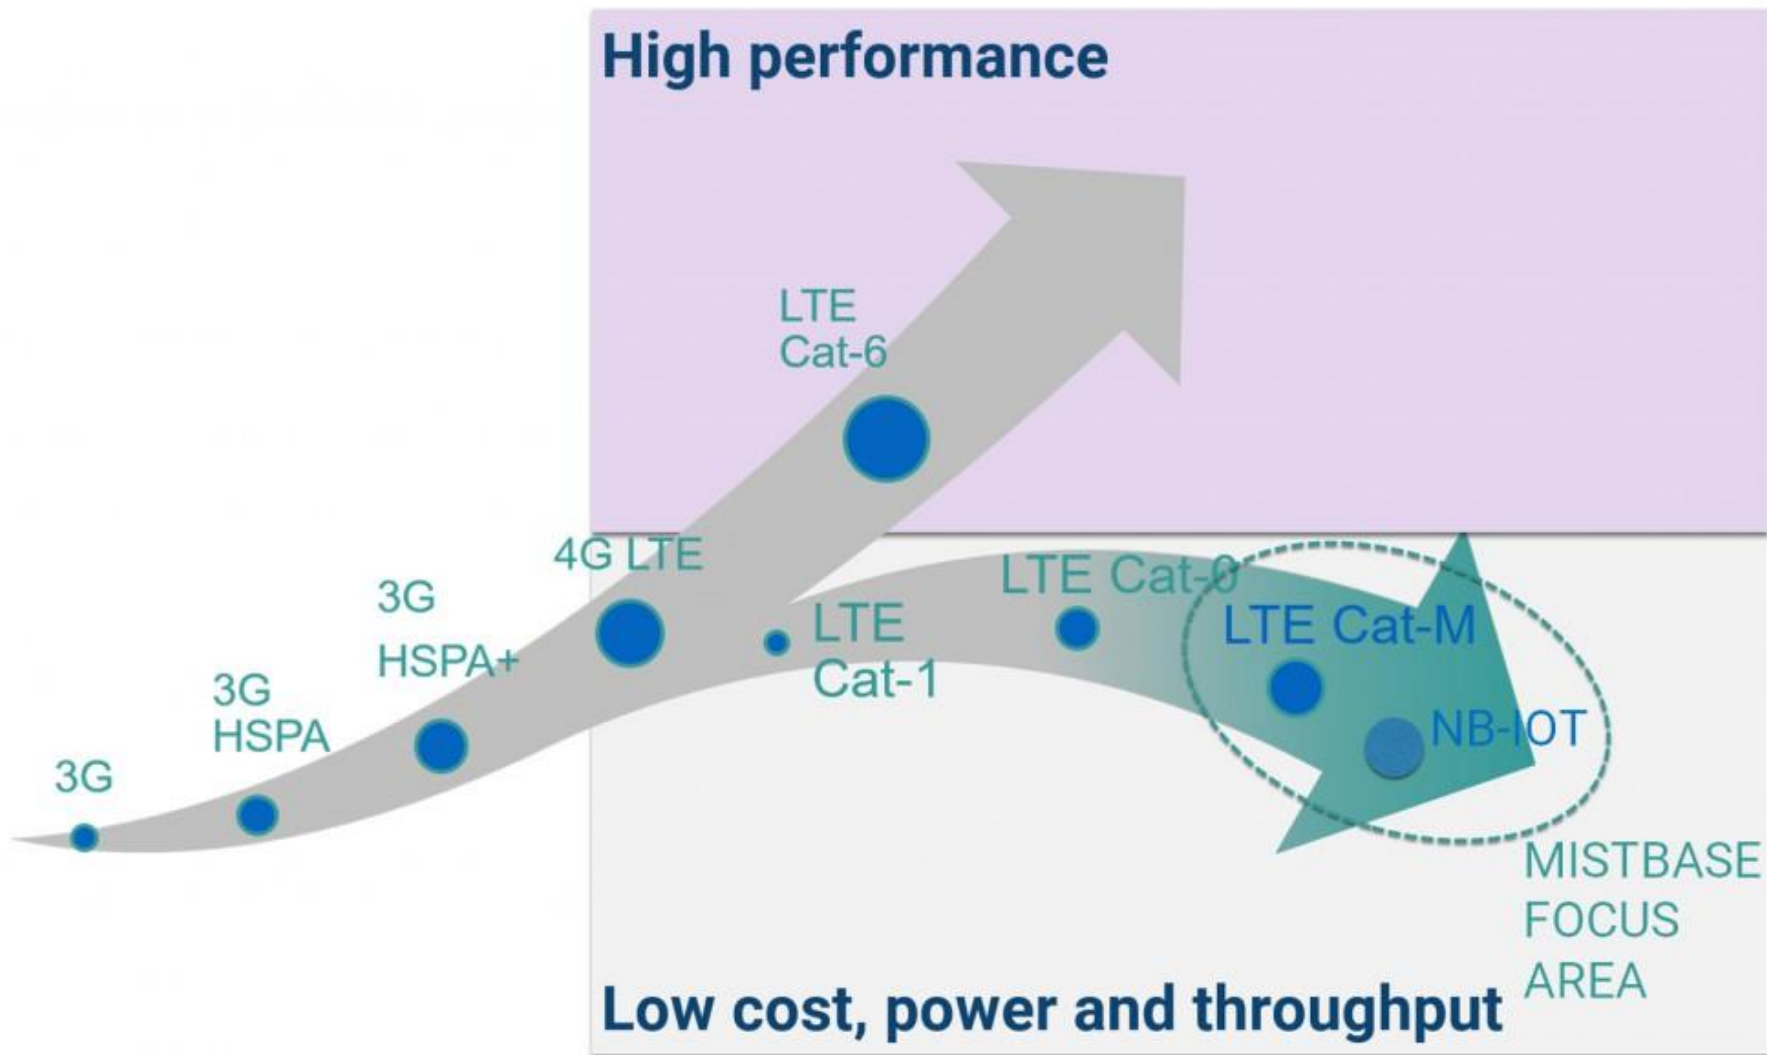 High performance
LTE
Cat-6
4G LTE
3G
HSPA+
3G
HSPA
3G
LTE
Cat-1
LTE Cat-0
LTE Cat-M
NB-IOT
MISTBASE
FOCUS
AREA
Low cost, power and throughput